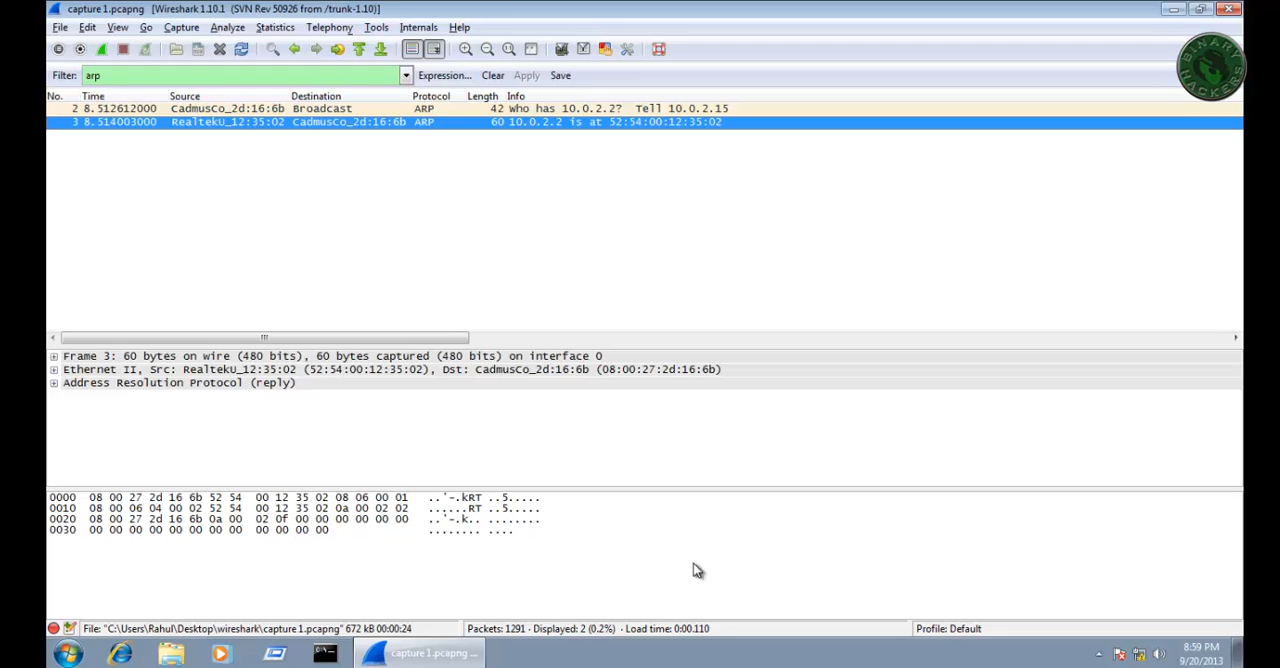 capture 1.pcapng [Wireshark 1.10.1 (SVN Rev 50926 from /trunk-1.10)]
File Edit View Go Capture Analyze Statistics Telephony Tools Internals Help
Filter: arp Expression... Clear Apply Save
No. Time Source Destination Protocol Length Info
2 8.512612000 CadmusCo_2d:16:6b Broadcast ARP 42 Who has 10.0.2.2? Tell 10.0.2.15
3 8.514003000 RealtekU_12:35:02 CadmusCo_2d:16:6b ARP 60 10.0.2.2 is at 52:54:00:12:35:02
Frame 3: 60 bytes on wire (480 bits), 60 bytes captured (480 bits) on interface 0
Ethernet II, Src: RealtekU_12:35:02 (52:54:00:12:35:02), Dst: CadmusCo_2d:16:6b (08:00:27:2d:16:6b)
Address Resolution Protocol (reply)
0000 08 00 27 2d 16 6b 52 54 00 12 35 02 08 06 00 01 ..'-.kRT ..5.....
0010 08 00 06 04 00 02 52 54 00 12 35 02 0a 00 02 02 ......RT ..5.....
0020 08 00 27 2d 16 6b 0a 00 02 0f 00 00 00 00 00 00 ..'-.k.. ........
0030 00 00 00 00 00 00 00 00 00 00 00 00 ........ ....
File: "C:\Users\Rahul\Desktop\wireshark\capture 1.pcapng" 672 kB 00:00:24 Packets: 1291 · Displayed: 2 (0.2%) · Load time: 0:00.110 Profile: Default
capture 1.pcapng ...
8:59 PM
9/20/2013
BINARY
HACKERS